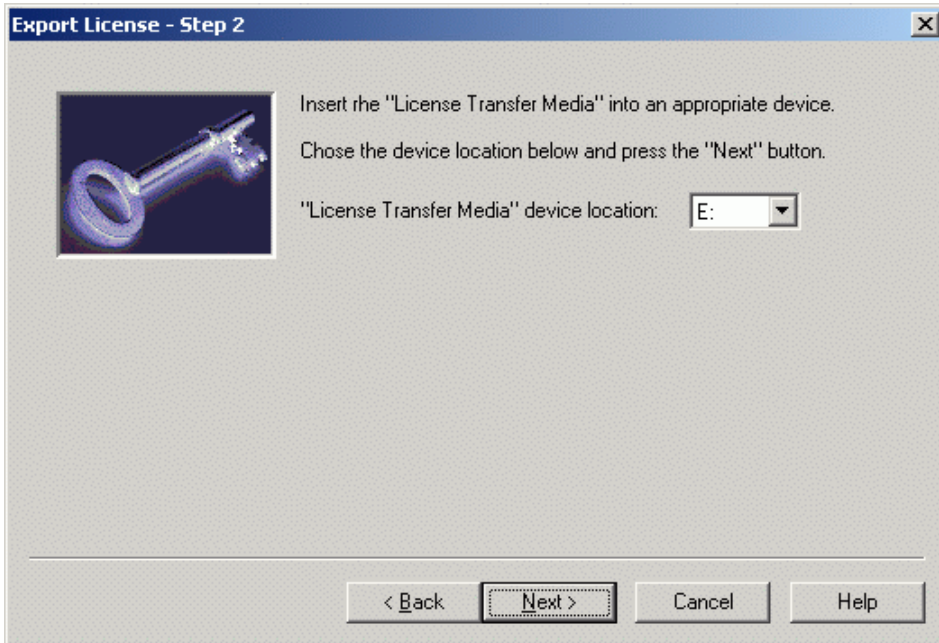 Export License - Step 2
Insert rhe "License Transfer Media" into an appropriate device.
Chose the device location below and press the "Next" button.
"License Transfer Media" device location: E:
< Back Next > Cancel Help